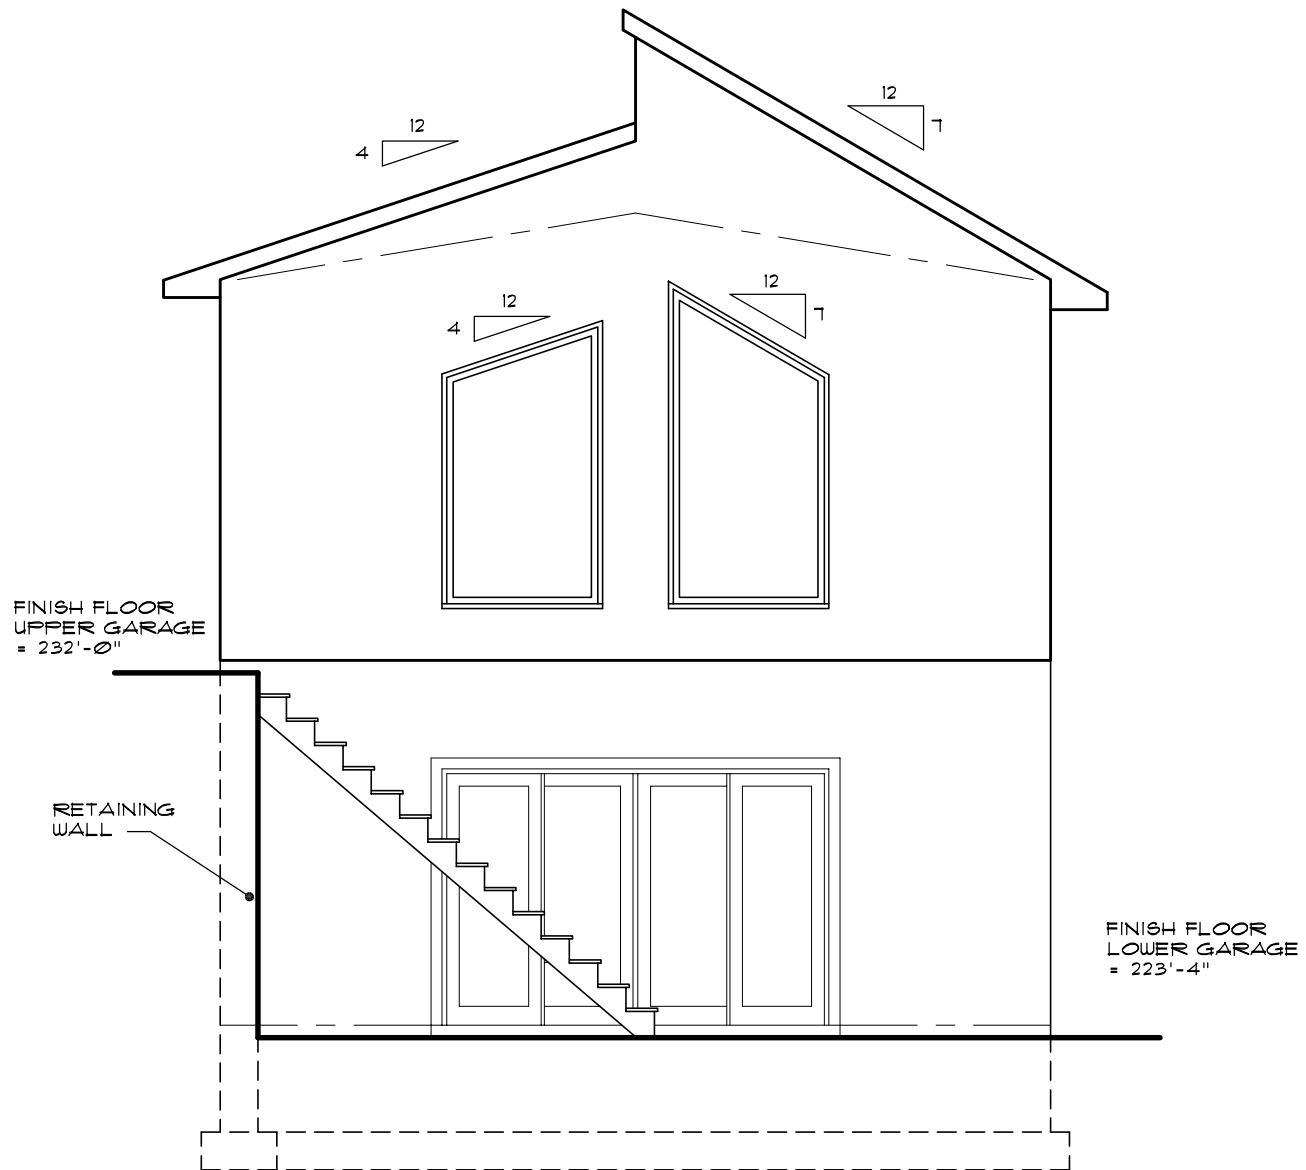 12
7
12
4
12
7
12
4
FINISH FLOOR
UPPER GARAGE
= 232'-0"
RETAINING
WALL
FINISH FLOOR
LOWER GARAGE
= 223'-4"